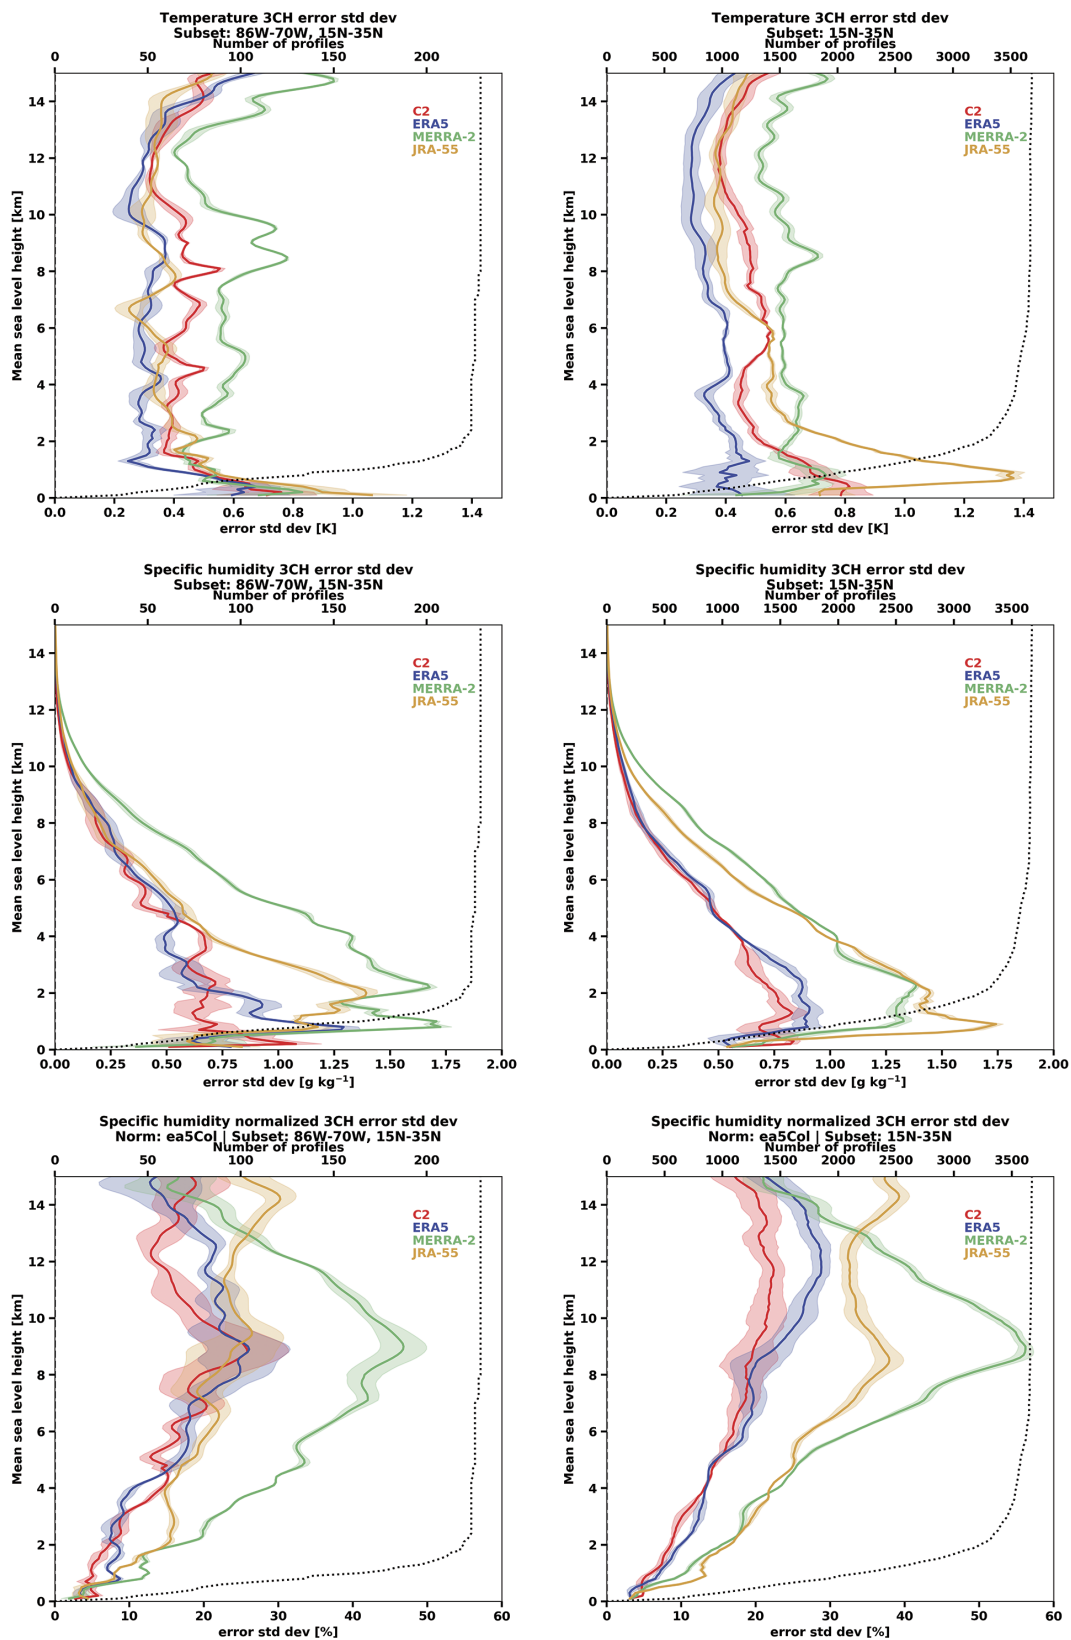 Temperature 3CH error std dev
Subset: 86W-70W, 15N-35N
Number of profiles
0 50 100 150 200
14
12
10
8
6
4
2
0
Mean sea level height [km]
C2
ERA5
MERRA-2
JRA-55
0.0 0.2 0.4 0.6 0.8 1.0 1.2 1.4
error std dev [K]
Temperature 3CH error std dev
Subset: 15N-35N
Number of profiles
0 500 1000 1500 2000 2500 3000 3500
14
12
10
8
6
4
2
0
Mean sea level height [km]
C2
ERA5
MERRA-2
JRA-55
0.0 0.2 0.4 0.6 0.8 1.0 1.2 1.4
error std dev [K]
Specific humidity 3CH error std dev
Subset: 86W-70W, 15N-35N
Number of profiles
0 50 100 150 200
14
12
10
8
6
4
2
0
Mean sea level height [km]
C2
ERA5
MERRA-2
JRA-55
0.00 0.25 0.50 0.75 1.00 1.25 1.50 1.75 2.00
error std dev [g kg⁻¹]
Specific humidity 3CH error std dev
Subset: 15N-35N
Number of profiles
0 500 1000 1500 2000 2500 3000 3500
14
12
10
8
6
4
2
0
Mean sea level height [km]
C2
ERA5
MERRA-2
JRA-55
0.00 0.25 0.50 0.75 1.00 1.25 1.50 1.75 2.00
error std dev [g kg⁻¹]
Specific humidity normalized 3CH error std dev
Norm: ea5Col | Subset: 86W-70W, 15N-35N
Number of profiles
0 50 100 150 200
14
12
10
8
6
4
2
0
Mean sea level height [km]
C2
ERA5
MERRA-2
JRA-55
0 10 20 30 40 50 60
error std dev [%]
Specific humidity normalized 3CH error std dev
Norm: ea5Col | Subset: 15N-35N
Number of profiles
0 500 1000 1500 2000 2500 3000 3500
14
12
10
8
6
4
2
0
Mean sea level height [km]
C2
ERA5
MERRA-2
JRA-55
0 10 20 30 40 50 60
error std dev [%]